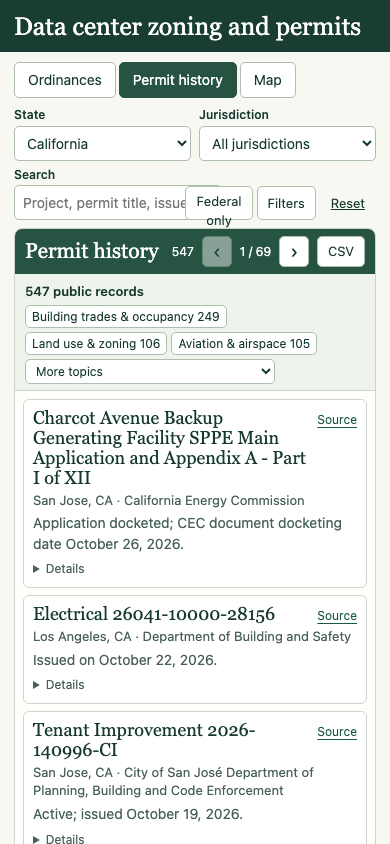 Data center zoning and permits
Ordinances
Permit history
Map
State
Jurisdiction
California
All jurisdictions
Search
Project, permit title, issue
Federal
only
Filters
Reset
Permit history
547
‹
1 / 69
›
CSV
547 public records
Building trades & occupancy 249
Land use & zoning 106
Aviation & airspace 105
More topics
Charcot Avenue Backup
Generating Facility SPPE Main
Application and Appendix A - Part
I of XII
Source
San Jose, CA · California Energy Commission
Application docketed; CEC document docketing
date October 26, 2026.
Details
Electrical 26041-10000-28156
Source
Los Angeles, CA · Department of Building and Safety
Issued on October 22, 2026.
Details
Tenant Improvement 2026-
140996-CI
Source
San Jose, CA · City of San José Department of
Planning, Building and Code Enforcement
Active; issued October 19, 2026.
Details